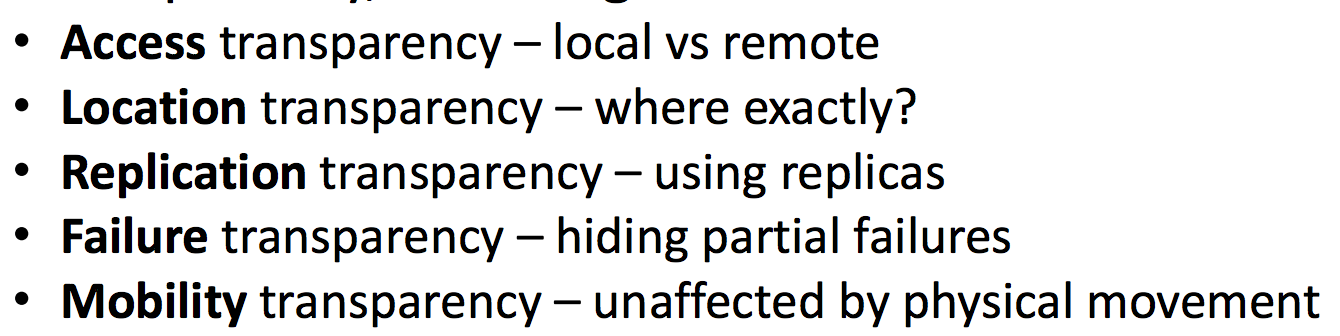 • Access transparency – local vs remote
• Location transparency – where exactly?
• Replication transparency – using replicas
• Failure transparency – hiding partial failures
• Mobility transparency – unaffected by physical movement